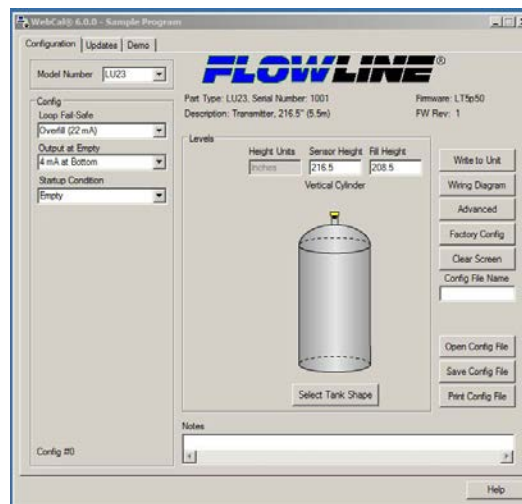 WebCal® 6.0.0 - Sample Program
Configuration Updates Demo
Model Number LU23
FLOWLINE®
Part Type: LU23, Serial Number: 1001 Firmware: LT5p50
Description: Transmitter, 216.5" (5.5m) FW Rev: 1
Config
Loop Fail-Safe
Overfill (22 mA)
Output at Empty
4 mA at Bottom
Startup Condition
Empty
Config #0
Levels
Height Units Sensor Height Fill Height
Inches 216.5 208.5
Vertical Cylinder
Select Tank Shape
Write to Unit
Wiring Diagram
Advanced
Factory Config
Clear Screen
Config File Name
Open Config File
Save Config File
Print Config File
Notes
Help